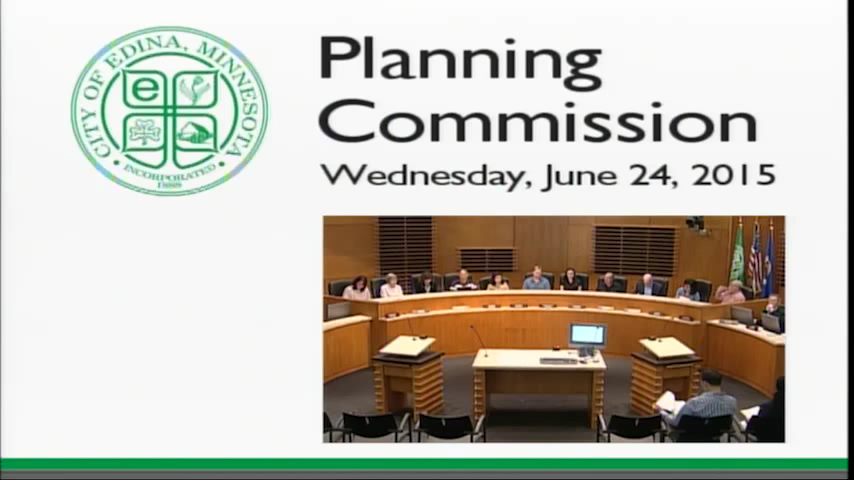 CITY OF EDINA, MINNESOTA
e
INCORPORATED
1888
Planning
Commission
Wednesday, June 24, 2015